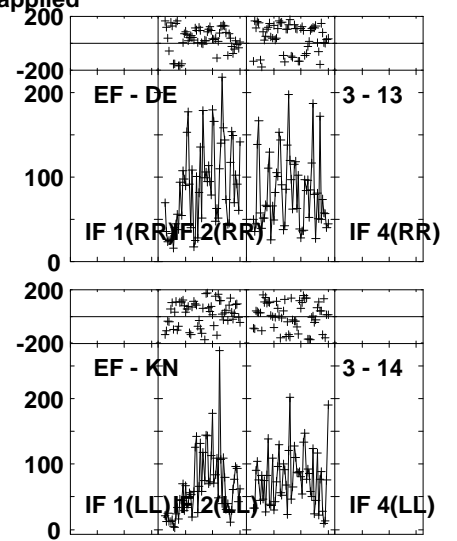 applied
200
-200
200
EF - DE
3 - 13
100
IF 1(RR) IF 2(RR) IF 4(RR)
0
200
-200
EF - KN
3 - 14
200
100
IF 1(LL) IF 2(LL) IF 4(LL)
0